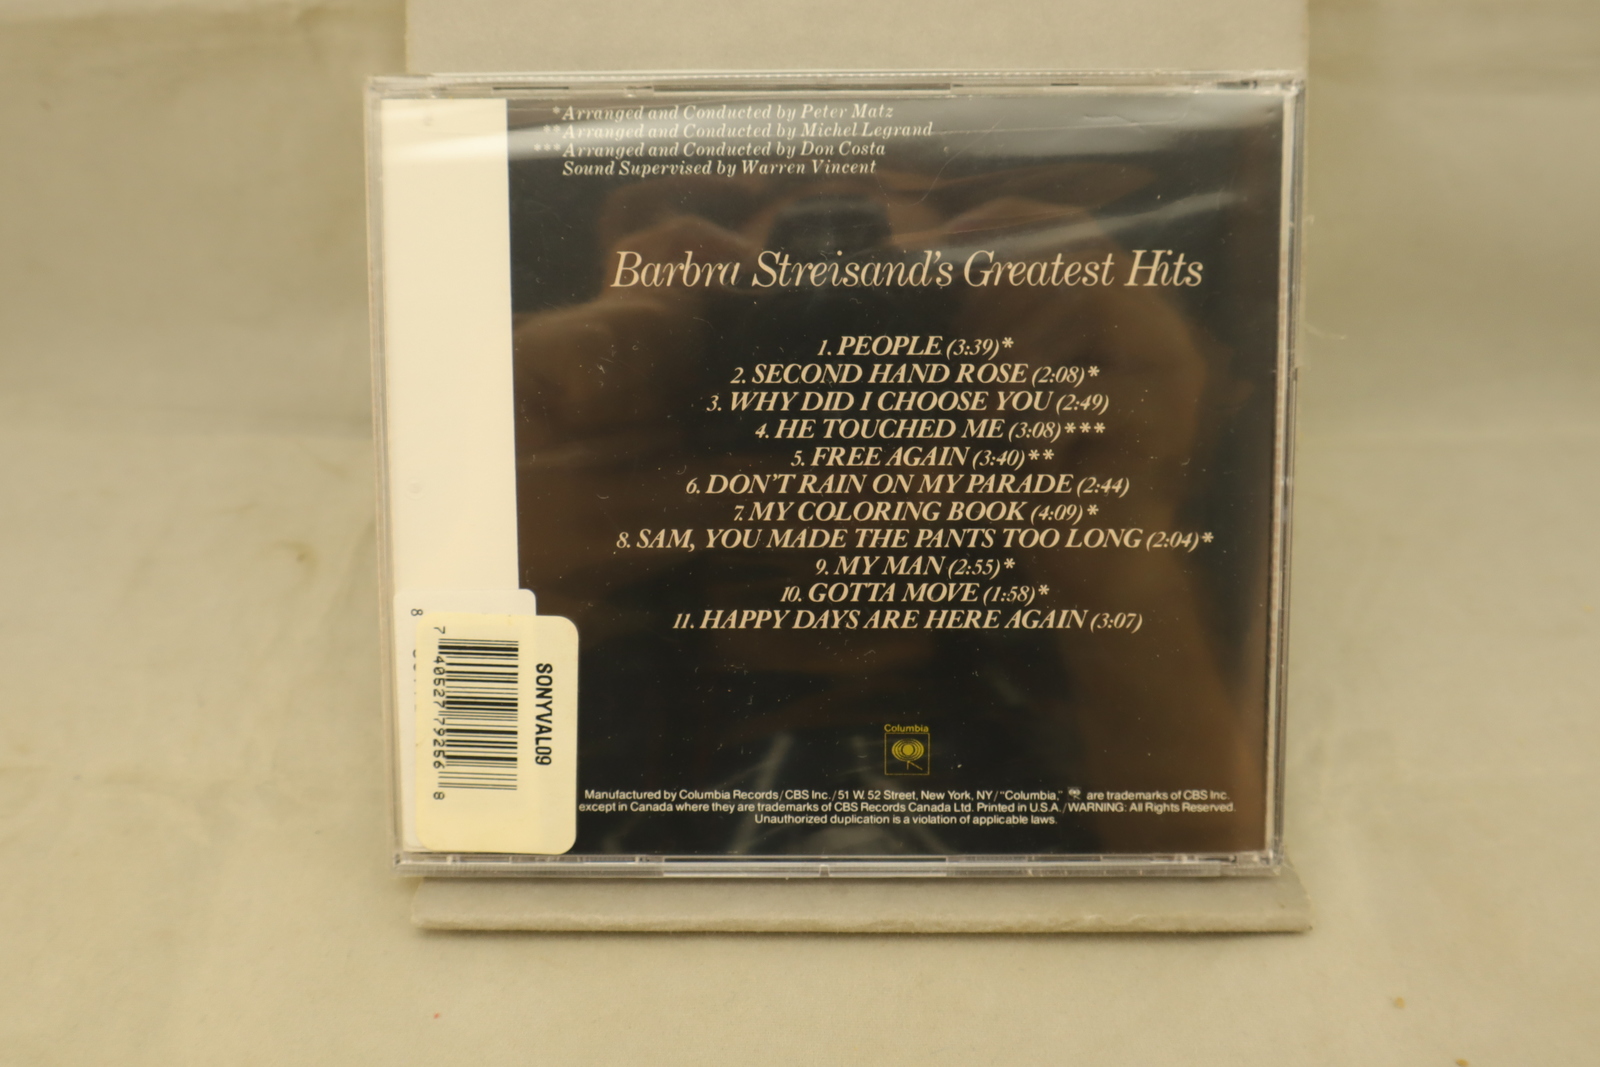 *Arranged and Conducted by Peter Matz
**Arranged and Conducted by Michel Legrand
***Arranged and Conducted by Don Costa
Sound Supervised by Warren Vincent
Barbra Streisand's Greatest Hits
1. PEOPLE (3:39)*
2. SECOND HAND ROSE (2:08)*
3. WHY DID I CHOOSE YOU (2:49)
4. HE TOUCHED ME (3:08)***
5. FREE AGAIN (3:40)**
6. DON'T RAIN ON MY PARADE (2:44)
7. MY COLORING BOOK (4:09)*
8. SAM, YOU MADE THE PANTS TOO LONG (2:04)*
9. MY MAN (2:55)*
10. GOTTA MOVE (1:58)*
11. HAPPY DAYS ARE HERE AGAIN (3:07)
SONYVAL09
7 40527 79256 8
8
Columbia
Manufactured by Columbia Records/CBS Inc./51 W. 52 Street, New York, NY/"Columbia," are trademarks of CBS Inc.
except in Canada where they are trademarks of CBS Records Canada Ltd. Printed in U.S.A./WARNING: All Rights Reserved.
Unauthorized duplication is a violation of applicable laws.